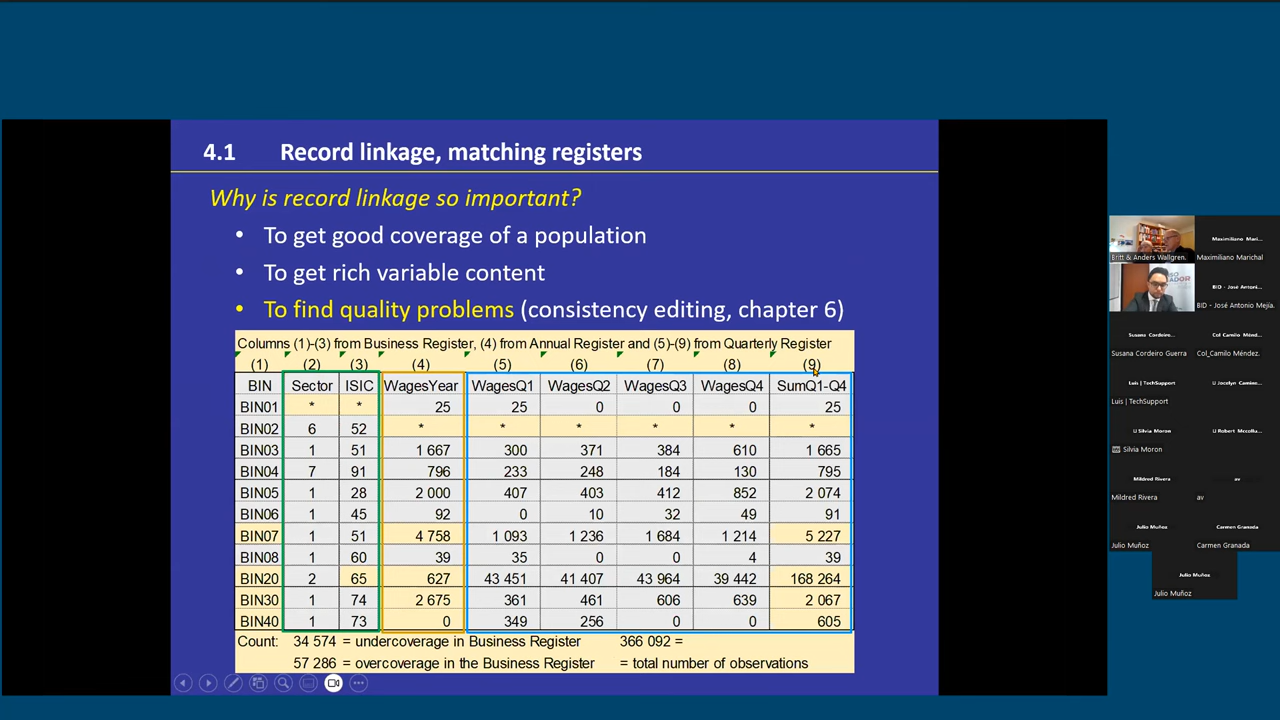 4.1 Record linkage, matching registers
Why is record linkage so important?
• To get good coverage of a population
• To get rich variable content
• To find quality problems (consistency editing, chapter 6)
Columns (1)-(3) from Business Register, (4) from Annual Register and (5)-(9) from Quarterly Register
(1) (2) (3) (4) (5) (6) (7) (8) (9)
BIN Sector ISIC WagesYear WagesQ1 WagesQ2 WagesQ3 WagesQ4 SumQ1-Q4
BIN01 * * 25 25 0 0 0 25
BIN02 6 52 * * * * * *
BIN03 1 51 1 667 300 371 384 610 1 665
BIN04 7 91 796 233 248 184 130 795
BIN05 1 28 2 000 407 403 412 852 2 074
BIN06 1 45 92 0 10 32 49 91
BIN07 1 51 4 758 1 093 1 236 1 684 1 214 5 227
BIN08 1 60 39 35 0 0 4 39
BIN20 2 65 627 43 451 41 407 43 964 39 442 168 264
BIN30 1 74 2 675 361 461 606 639 2 067
BIN40 1 73 0 349 256 0 0 605
Count: 34 574 = undercoverage in Business Register 366 092 =
57 286 = overcoverage in the Business Register = total number of observations
Britt & Anders Wallgren.
Maximiliano Mari...
Maximiliano Marichal
BID - José Antoni...
BID - José Antonio Mejía.
Susana Cordeiro...
Susana Cordeiro Guerra
Col_Camilo Ménd...
Col_Camilo Méndez.
Luis | TechSupport
Luis | TechSupport
U Jocelyn Camino...
U Silvia Moron
Silvia Moron
U Robert Mccollu...
Mildred Rivera
Mildred Rivera
av
av
Julio Muñoz
Julio Muñoz
Carmen Granada
Carmen Granada
Julio Muñoz
Julio Muñoz